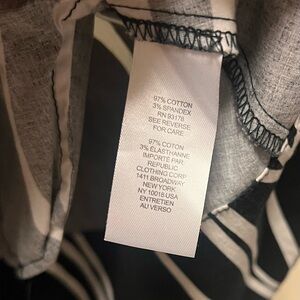 97% COTTON
3% SPANDEX
RN 93176
SEE REVERSE
FOR CARE
97% COTON
3% ELASTHANNE
IMPORTÉ PAR
REPUBLIC
CLOTHING CORP
1411 BROADWAY
NEW YORK
NY 10018 USA
ENTRETIEN
AU VERSO